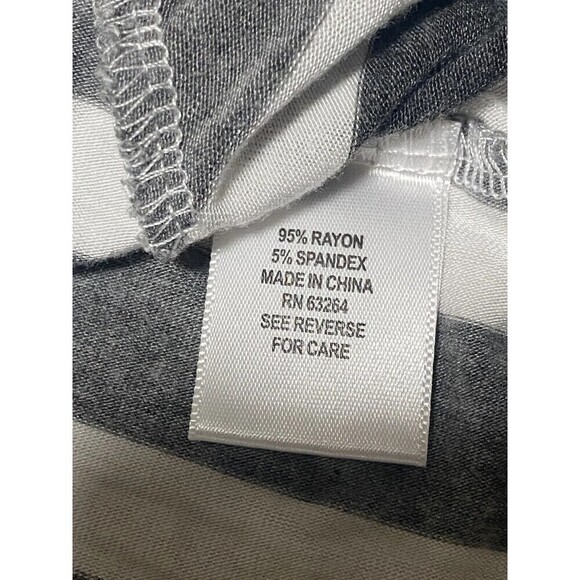 95% RAYON
5% SPANDEX
MADE IN CHINA
RN 63264
SEE REVERSE
FOR CARE